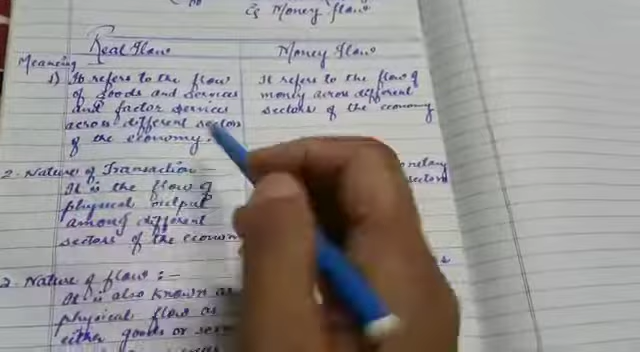 Is Money flow
Real Flow Money Flow
Meaning
1) It refers to the flow It refers to the flow of
of goods and services money across different
and factor services sectors of the economy
across different sectors
of the economy.
2. Nature of Transaction
It is the flow of
physical output
among different sectors
sectors of the econom
Nature of flow :-
It is also known as
physical flow as
either goods or